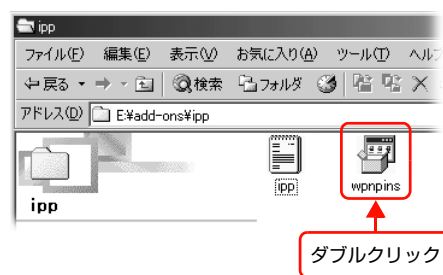 ipp
ファイル(F) 編集(E) 表示(V) お気に入り(A) ツール(T) ヘル
戻る 検索 フォルダ
アドレス(D) E:¥add-ons¥ipp
ipp wpnpins
ipp
ダブルクリック